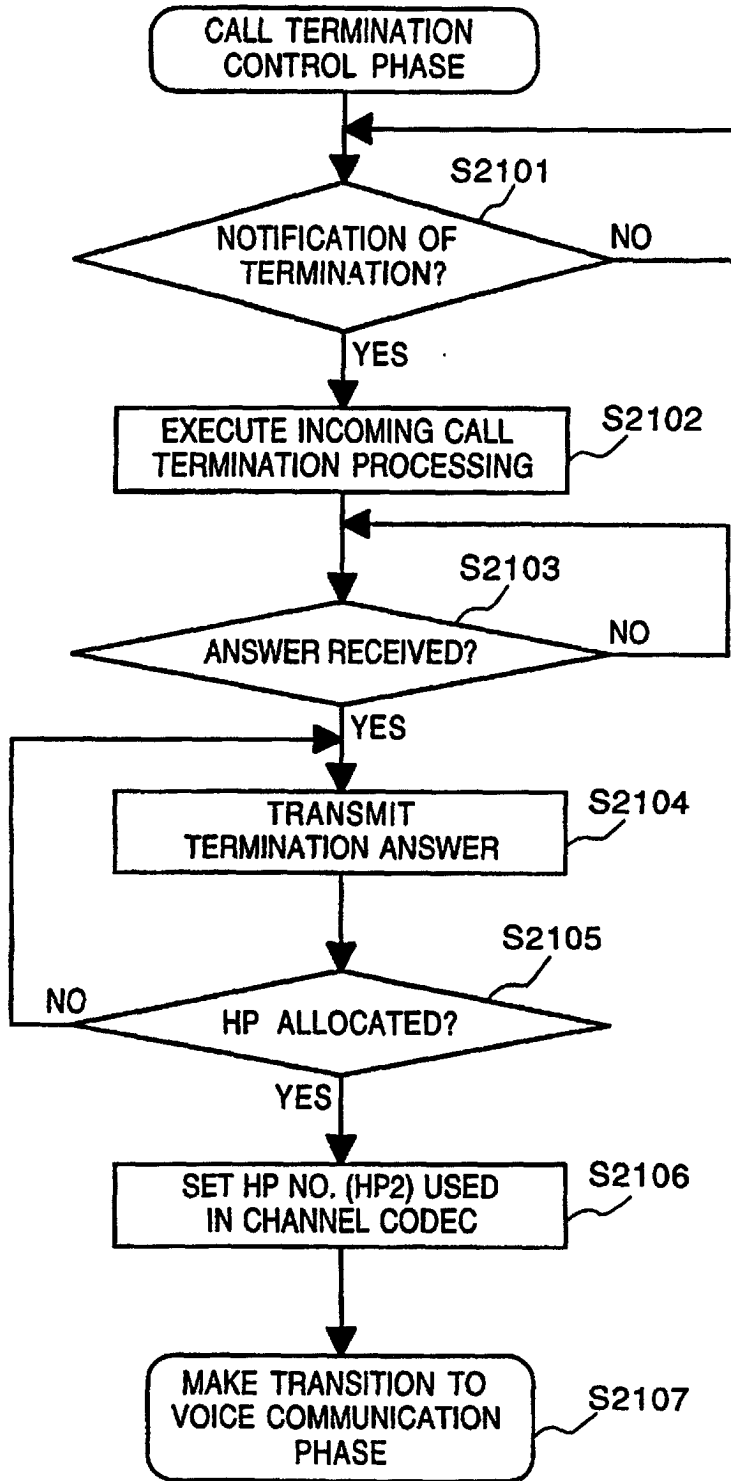 CALL TERMINATION
CONTROL PHASE
S2101
NOTIFICATION OF
TERMINATION?
NO
YES
S2102
EXECUTE INCOMING CALL
TERMINATION PROCESSING
S2103
ANSWER RECEIVED?
NO
YES
S2104
TRANSMIT
TERMINATION ANSWER
S2105
NO
HP ALLOCATED?
YES
S2106
SET HP NO. (HP2) USED
IN CHANNEL CODEC
MAKE TRANSITION TO
VOICE COMMUNICATION
PHASE
S2107